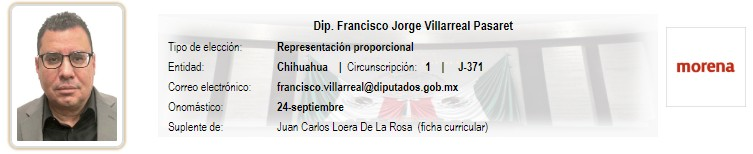 Dip. Francisco Jorge Villarreal Pasaret
Tipo de elección: Representación proporcional
Entidad: Chihuahua | Circunscripción: 1 | J-371
Correo electrónico: francisco.villarreal@diputados.gob.mx
Onomástico: 24-septiembre
Suplente de: Juan Carlos Loera De La Rosa (ficha curricular)
morena